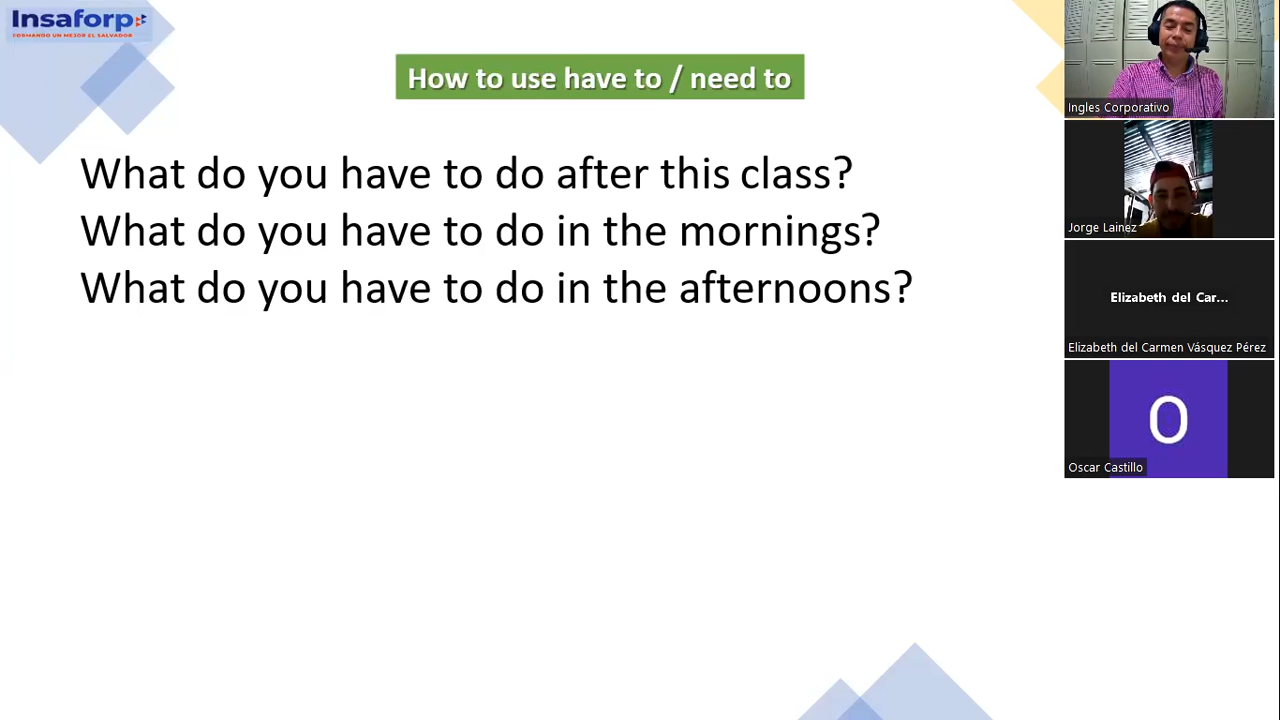 Insaforp
FORMANDO UN MEJOR EL SALVADOR
How to use have to / need to
What do you have to do after this class?
What do you have to do in the mornings?
What do you have to do in the afternoons?
Ingles Corporativo
Jorge Lainez
Elizabeth del Car...
Elizabeth del Carmen Vásquez Pérez
O
Oscar Castillo